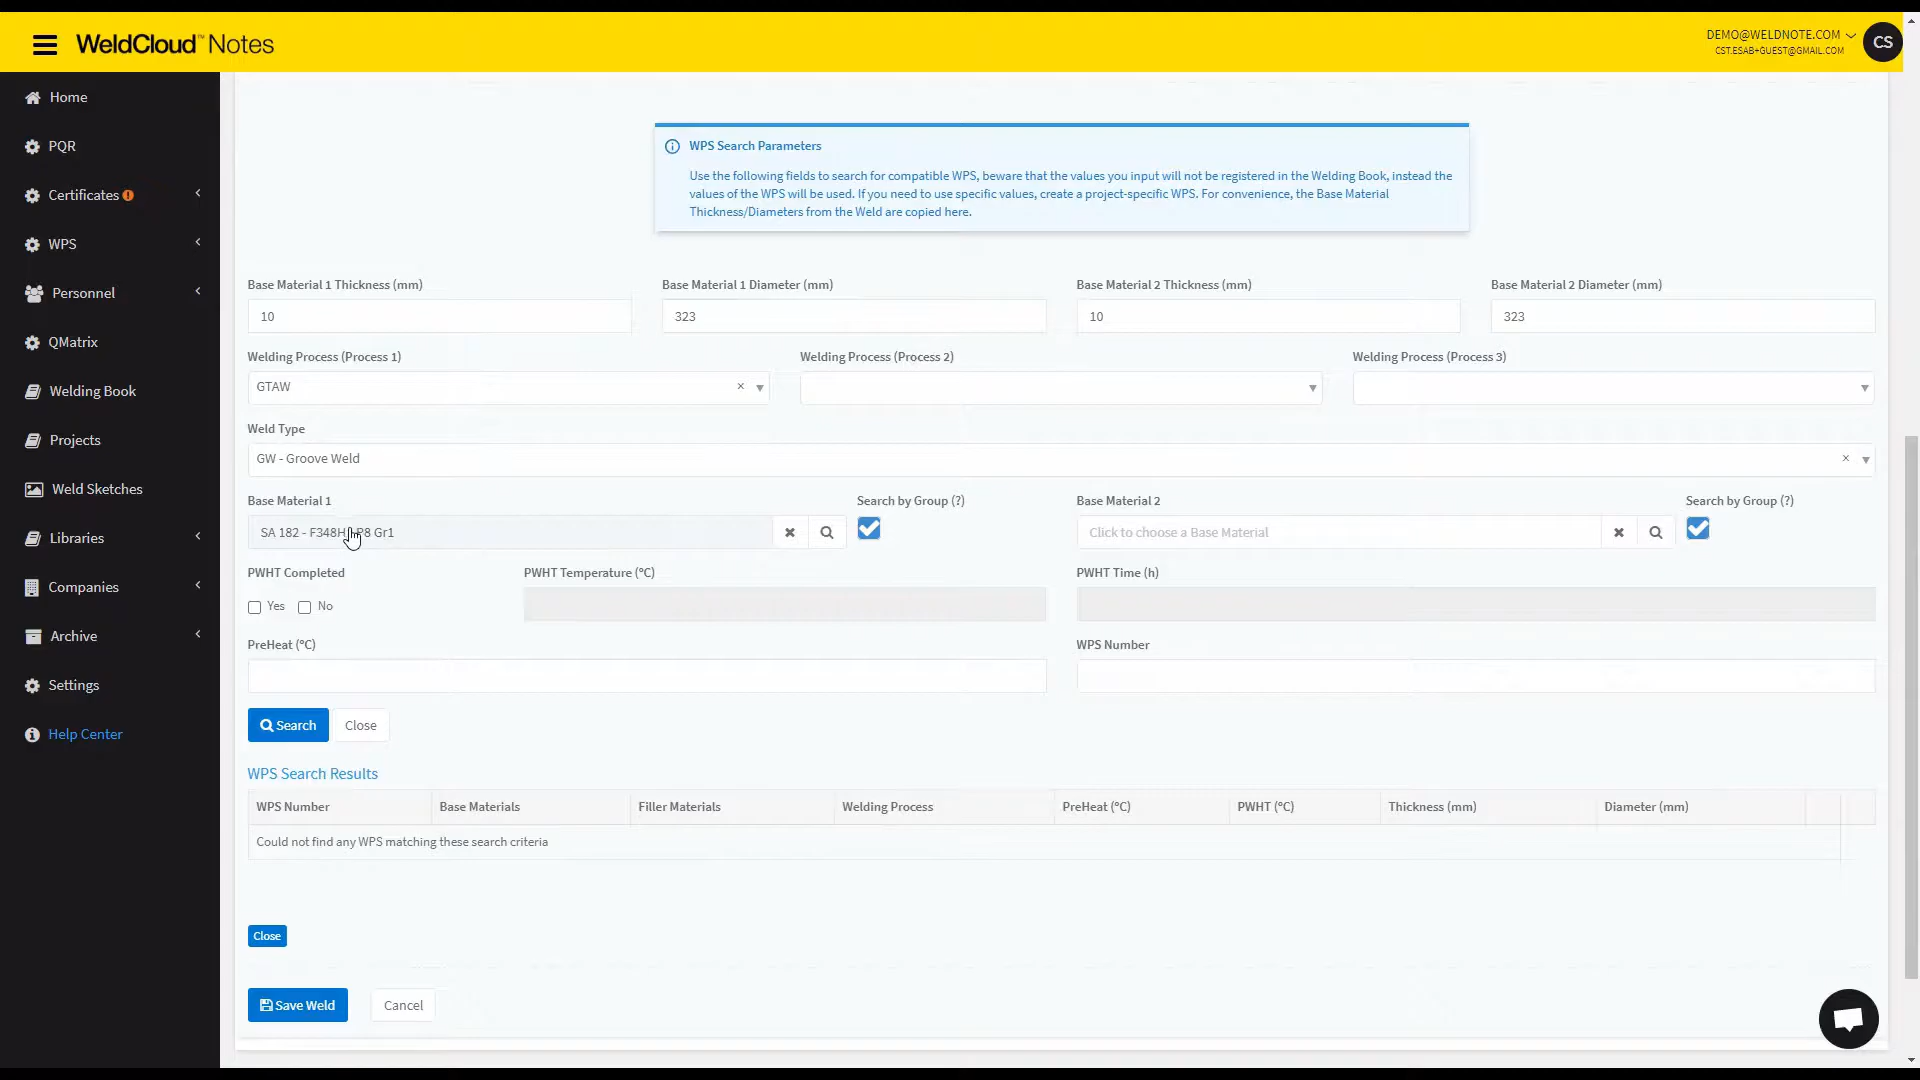 WeldCloud™ Notes
DEMO@WELDNOTE.COM
CST.ESAB+GUEST@GMAIL.COM
CS
Home
PQR
Certificates
WPS
Personnel
QMatrix
Welding Book
Projects
Weld Sketches
Libraries
Companies
Archive
Settings
Help Center
WPS Search Parameters
Use the following fields to search for compatible WPS, beware that the values you input will not be registered in the Welding Book, instead the
values of the WPS will be used. If you need to use specific values, create a project-specific WPS. For convenience, the Base Material
Thickness/Diameters from the Weld are copied here.
Base Material 1 Thickness (mm) Base Material 1 Diameter (mm) Base Material 2 Thickness (mm) Base Material 2 Diameter (mm)
10 323 10 323
Welding Process (Process 1) Welding Process (Process 2) Welding Process (Process 3)
GTAW
Weld Type
GW - Groove Weld
Base Material 1 Search by Group (?) Base Material 2 Search by Group (?)
SA 182 - F348H P8 Gr1 Click to choose a Base Material
PWHT Completed PWHT Temperature (ºC) PWHT Time (h)
Yes No
PreHeat (ºC) WPS Number
Search Close
WPS Search Results
WPS Number Base Materials Filler Materials Welding Process PreHeat (ºC) PWHT (ºC) Thickness (mm) Diameter (mm)
Could not find any WPS matching these search criteria
Close
Save Weld Cancel